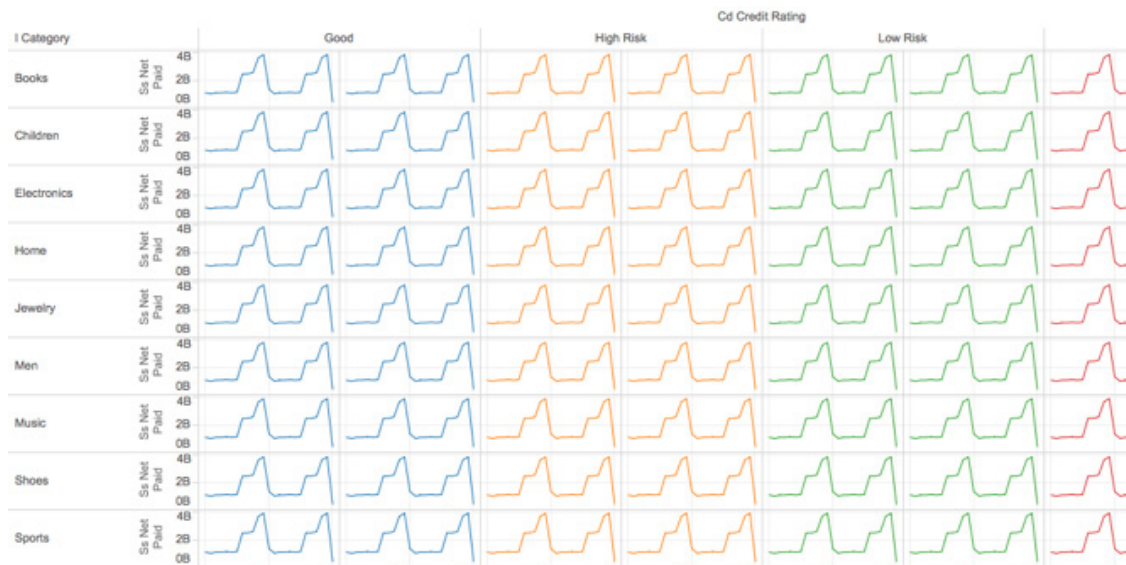 Cd Credit Rating
I Category Good High Risk Low Risk
Books Ss Net Paid 4B 2B 0B
Children Ss Net Paid 4B 2B 0B
Electronics Ss Net Paid 4B 2B 0B
Home Ss Net Paid 4B 2B 0B
Jewelry Ss Net Paid 4B 2B 0B
Men Ss Net Paid 4B 2B 0B
Music Ss Net Paid 4B 2B 0B
Shoes Ss Net Paid 4B 2B 0B
Sports Ss Net Paid 4B 2B 0B